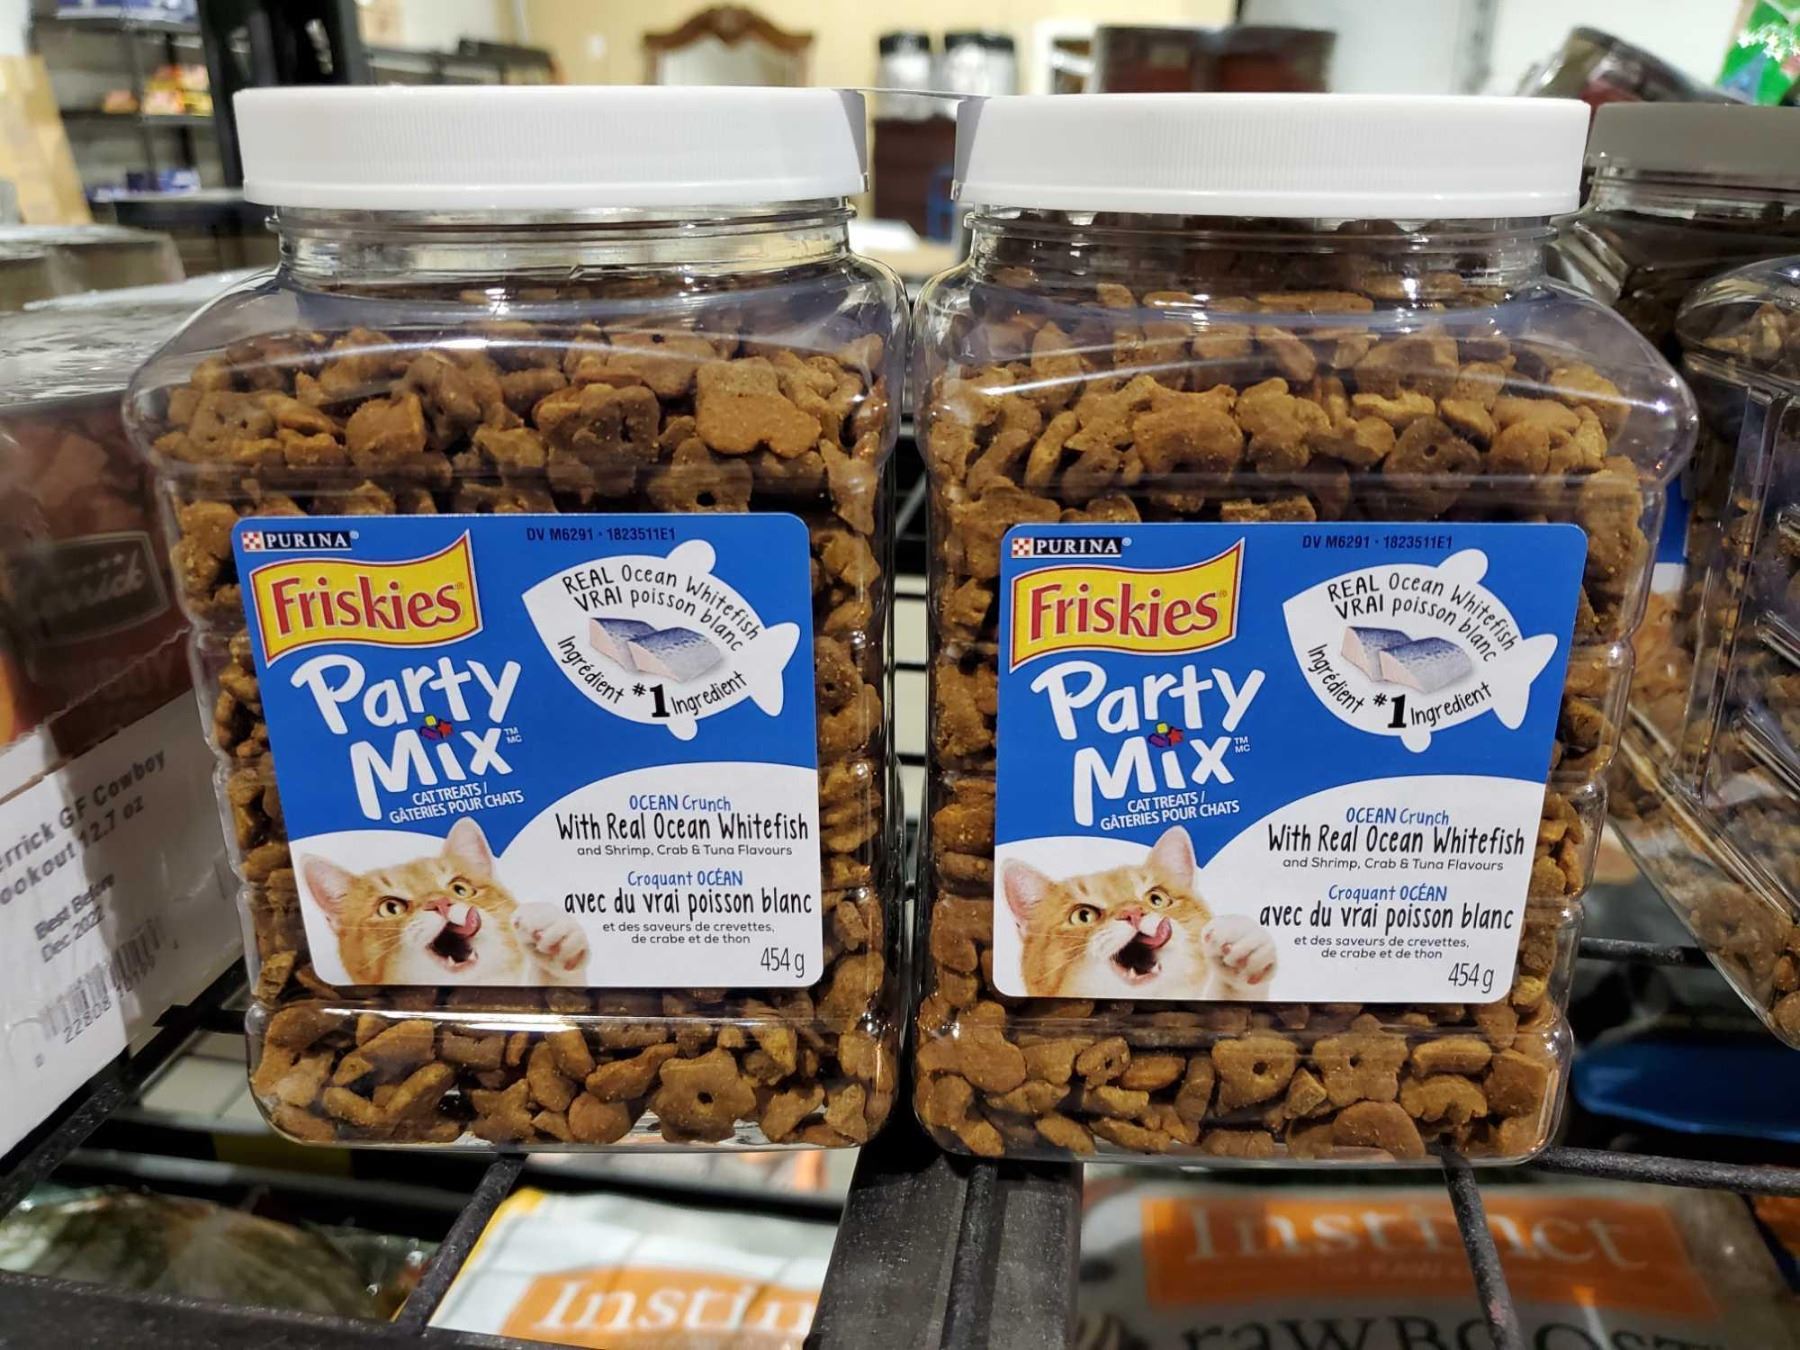 PURINA®
DV M6291 - 1823511E1
Friskies®
REAL Ocean Whitefish
VRAI poisson blanc
Ingrédient #1 Ingredient
Party
Mix TM
MC
CAT TREATS /
GÂTERIES POUR CHATS
OCEAN Crunch
With Real Ocean Whitefish
and Shrimp, Crab & Tuna Flavours
Croquant OCÉAN
avec du vrai poisson blanc
et des saveurs de crevettes,
de crabe et de thon
454 g
PURINA®
DV M6291 - 1823511E1
Friskies®
REAL Ocean Whitefish
VRAI poisson blanc
Ingrédient #1 Ingredient
Party
Mix TM
MC
CAT TREATS /
GÂTERIES POUR CHATS
OCEAN Crunch
With Real Ocean Whitefish
and Shrimp, Crab & Tuna Flavours
Croquant OCÉAN
avec du vrai poisson blanc
et des saveurs de crevettes,
de crabe et de thon
454 g
errick GF Cowboy
ookout 12.7 oz
Best Before
Dec 2022
Instin
Instinct